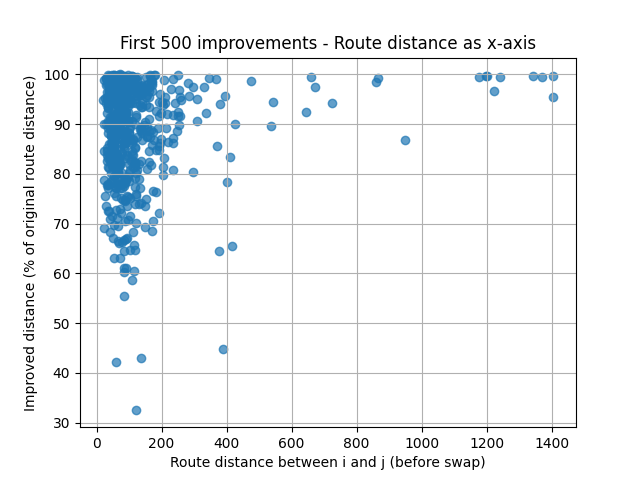 First 500 improvements - Route distance as x-axis
Improved distance (% of original route distance)
100
90
80
70
60
50
40
30
0 200 400 600 800 1000 1200 1400
Route distance between i and j (before swap)